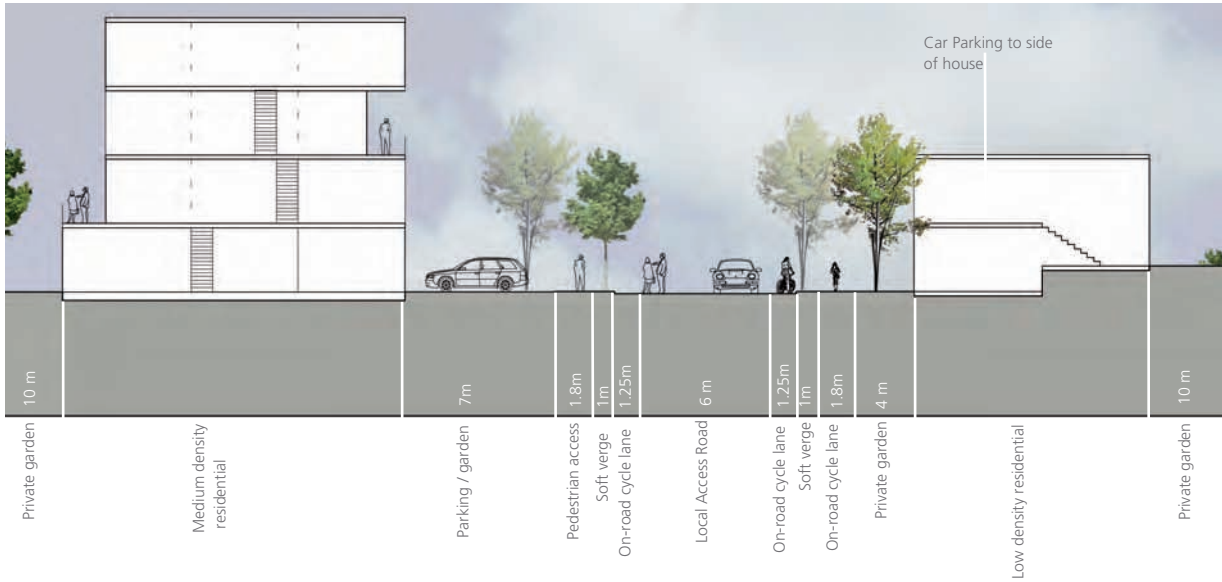 Car Parking to side
of house
10 m
7m
1.8m
1m
1.25m
6 m
1.25m
1m
1.8m
4 m
10 m
Private garden
Medium density
residential
Parking / garden
Pedestrian access
Soft verge
On-road cycle lane
Local Access Road
On-road cycle lane
Soft verge
On-road cycle lane
Private garden
Low density residential
Private garden